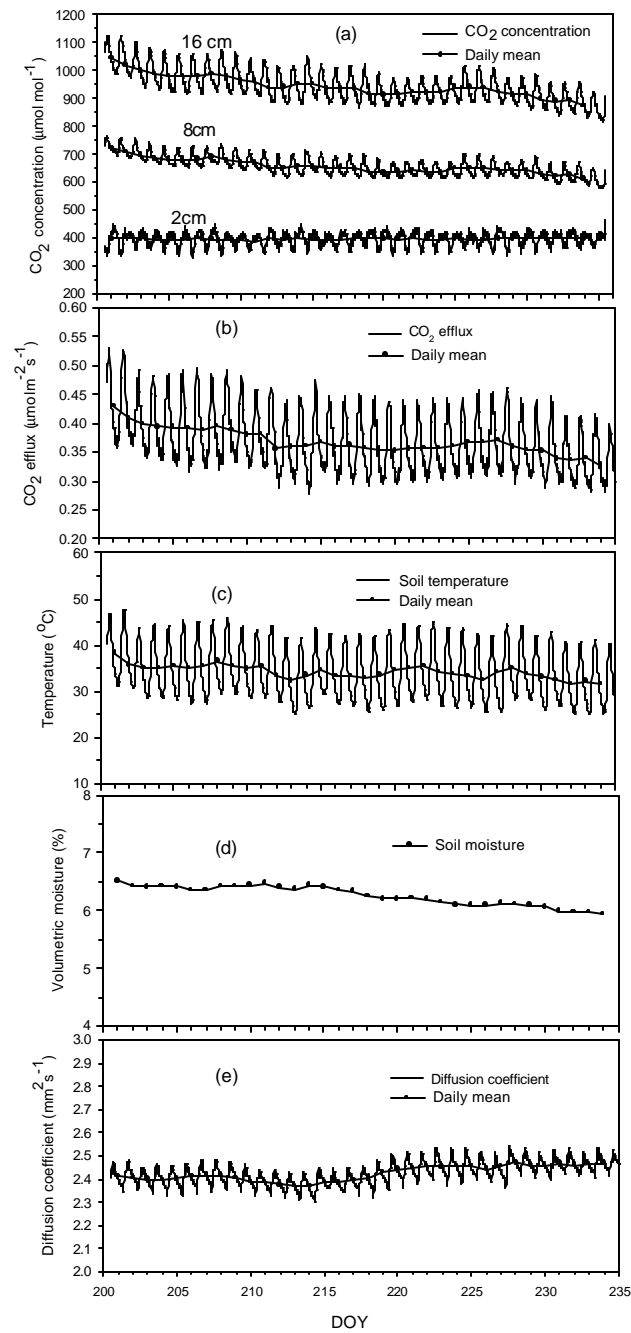 1200
1100
1000
900
800
700
600
500
400
300
200
CO2 concentration (µmol mol-1)
16 cm
(a)
CO2 concentration
Daily mean
8cm
2cm
0.60
0.55
0.50
0.45
0.40
0.35
0.30
0.25
0.20
CO2 efflux (µmolm-2s-1)
(b)
CO2 efflux
Daily mean
60
50
40
30
20
10
Temperature (oC)
(c)
Soil temperature
Daily mean
8
7
6
5
4
Volumetric moisture (%)
(d)
Soil moisture
3.0
2.9
2.8
2.7
2.6
2.5
2.4
2.3
2.2
2.1
2.0
Diffusion coefficient (mm2s-1)
(e)
Diffusion coefficient
Daily mean
200 205 210 215 220 225 230 235
DOY